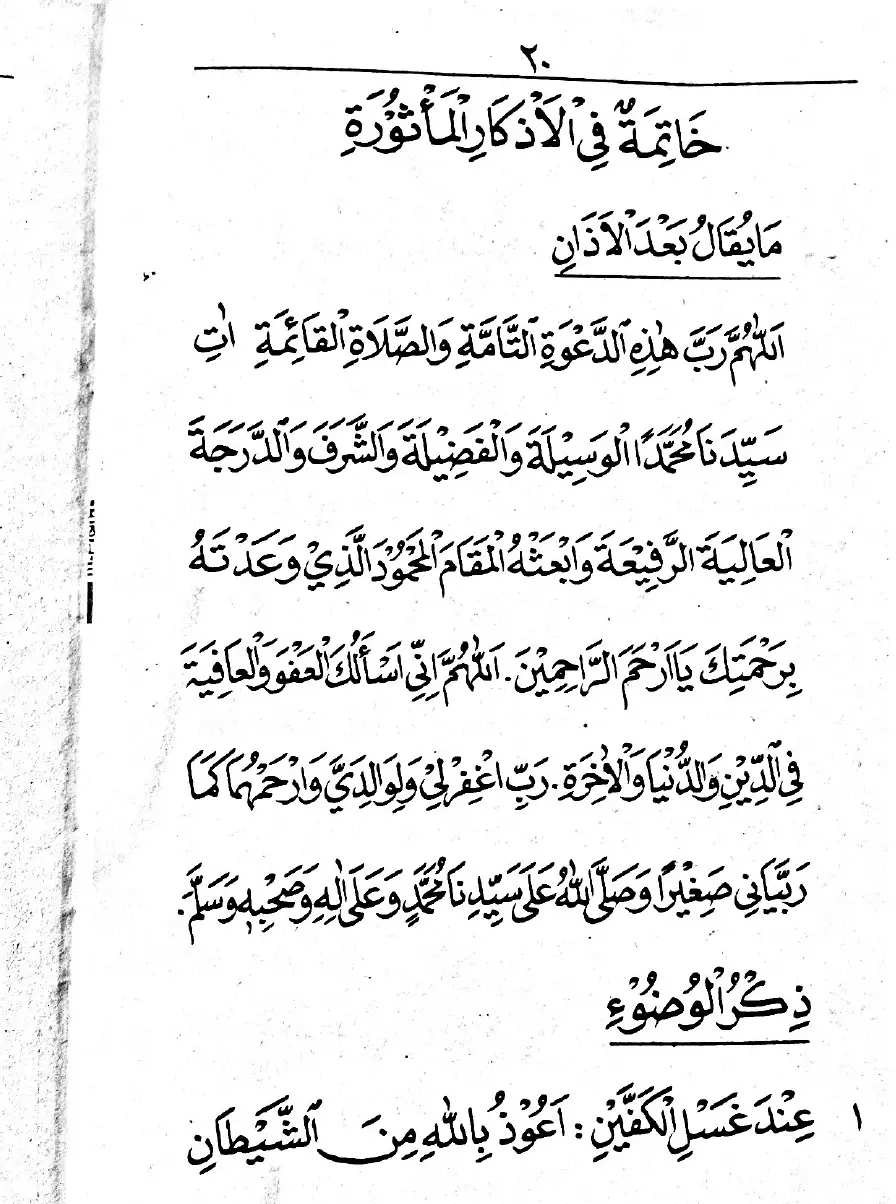 ٢٠
خَاتِمَةٌ فِي الْاَذْكَارِ الْمَأْثُوْرَةِ
مَا يُقَالُ بَعْدَ الْاَذَانِ
اَللّٰهُمَّ رَبَّ هٰذِهِ الدَّعْوَةِ التَّامَّةِ وَالصَّلَاةِ الْقَائِمَةِ اٰتِ
سَيِّدَنَا مُحَمَّدًا الْوَسِيْلَةَ وَالْفَضِيْلَةَ وَالشَّرَفَ وَالدَّرَجَةَ
الْعَالِيَةَ الرَّفِيْعَةَ وَابْعَثْهُ الْمَقَامَ الْمَحْمُوْدَ الَّذِيْ وَعَدْتَهُ
بِرَحْمَتِكَ يَا اَرْحَمَ الرَّاحِمِيْنَ. اَللّٰهُمَّ اِنِّي اَسْأَلُكَ الْعَفْوَ وَالْعَافِيَةَ
فِي الدِّيْنِ وَالدُّنْيَا وَالْاٰخِرَةِ. رَبِّ اغْفِرْلِيْ وَلِوَالِدَيَّ وَارْحَمْهُمَا كَمَا
رَبَّيَانِي صَغِيْرًا وَصَلَّى اللّٰهُ عَلَى سَيِّدِنَا مُحَمَّدٍ وَعَلَى اٰلِهِ وَصَحْبِهِ وَسَلَّمَ.
ذِكْرُ الْوُضُوْءِ
١ عِنْدَ غَسْلِ الْكَفَّيْنِ: اَعُوْذُ بِاللّٰهِ مِنَ الشَّيْطَانِ